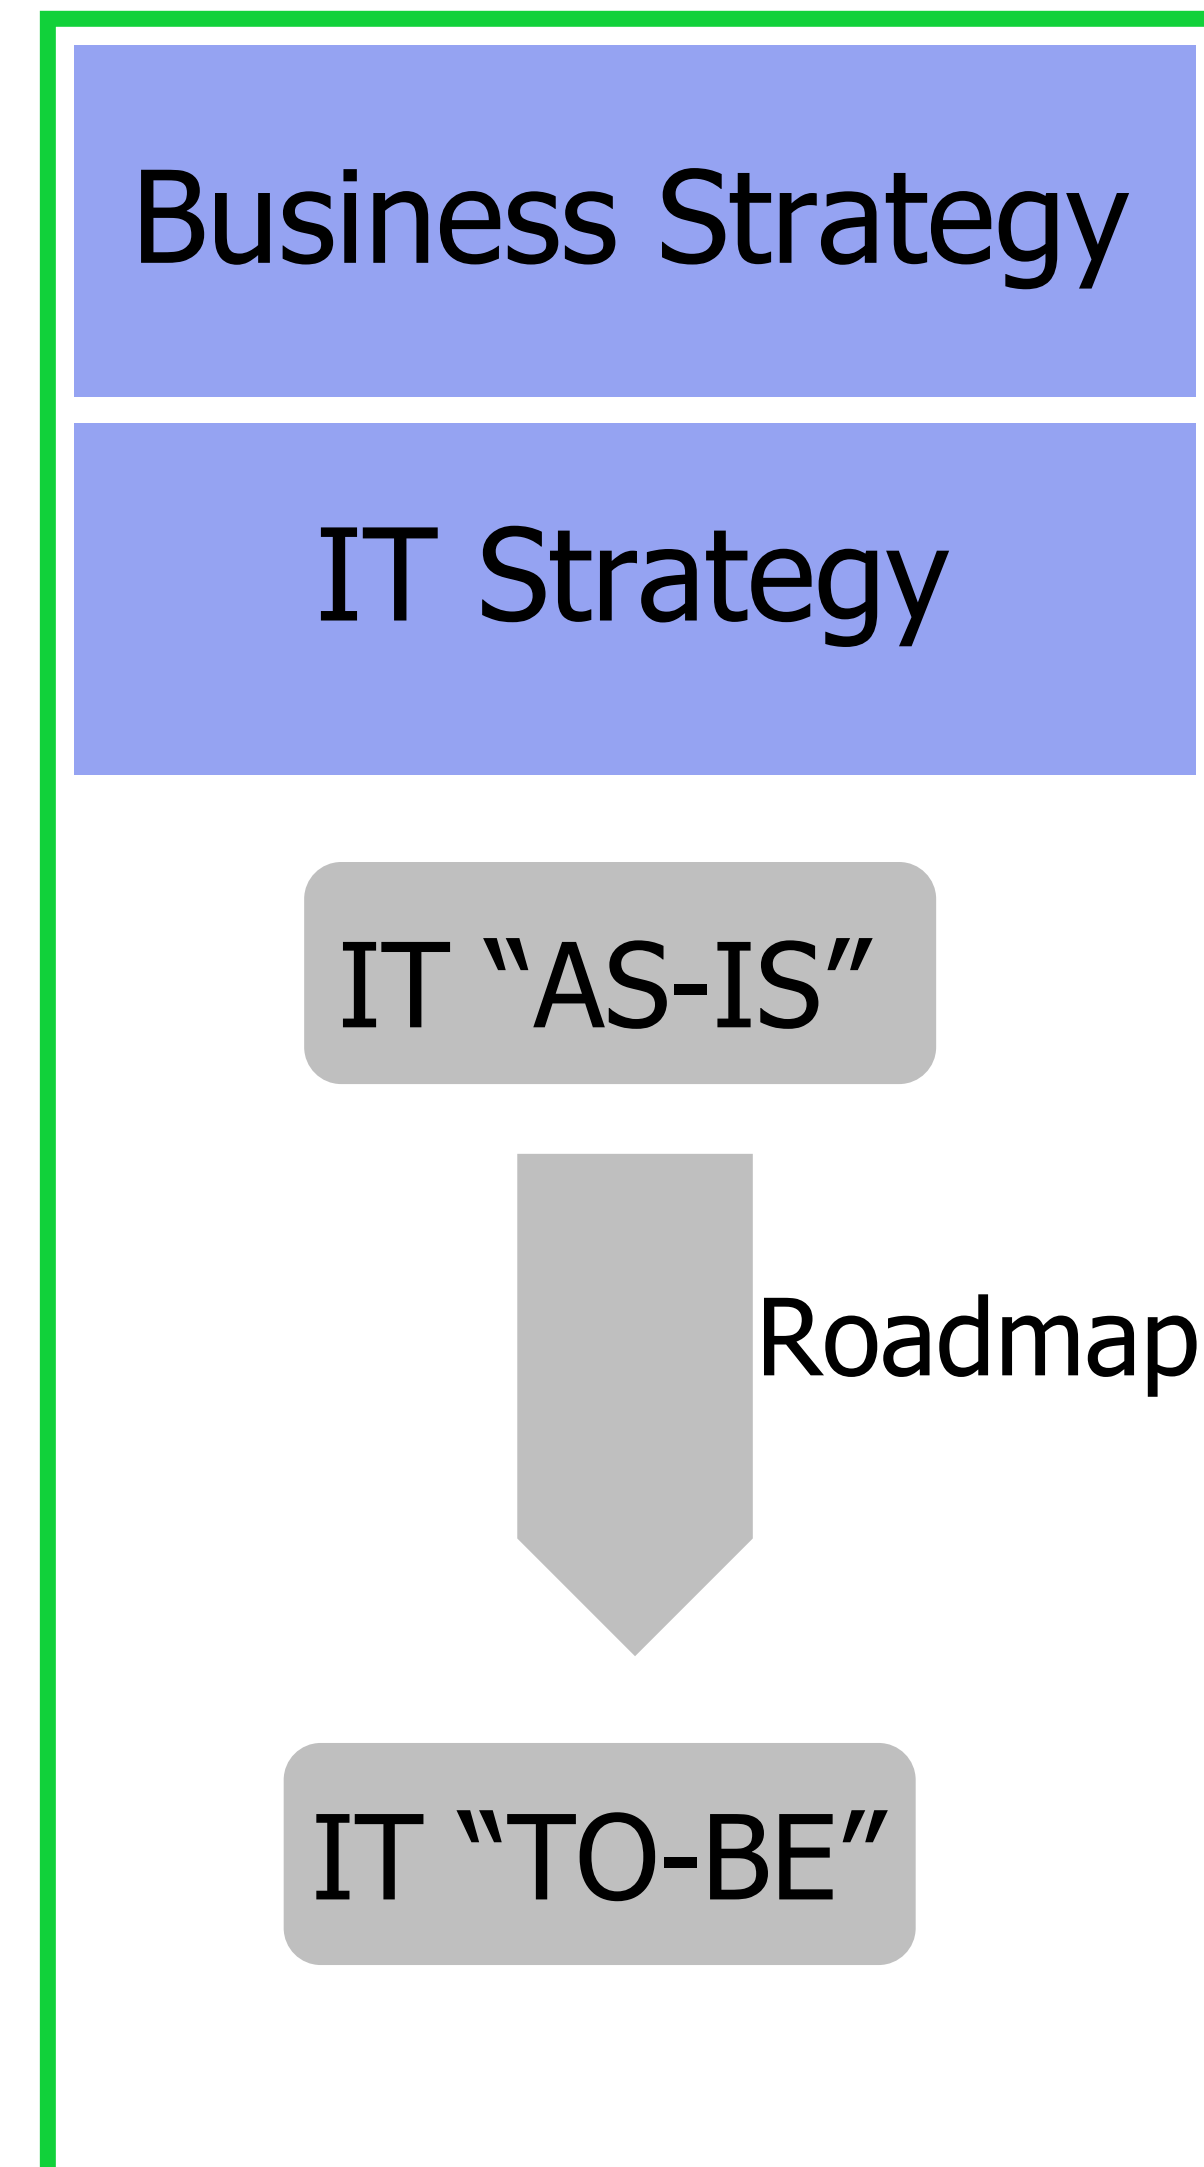 Business Strategy
IT Strategy
IT “AS-IS”
Roadmap
IT “TO-BE”